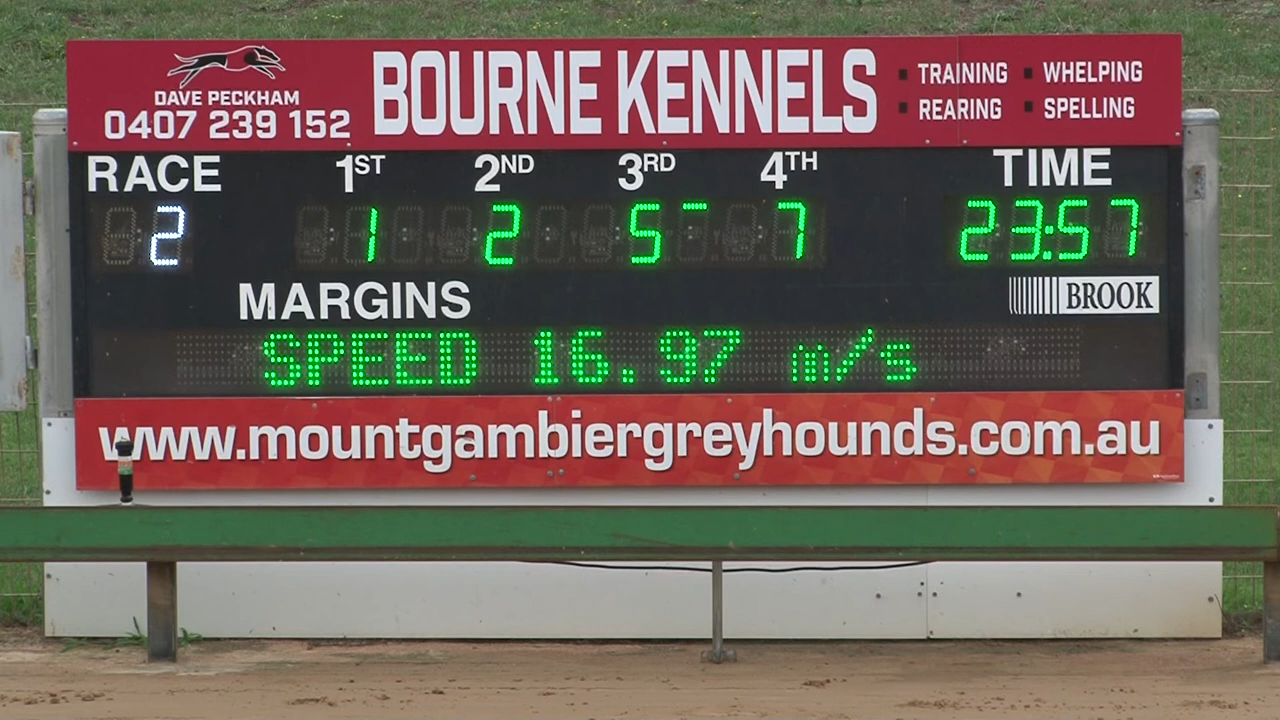 DAVE PECKHAM
0407 239 152
BOURNE KENNELS
TRAINING
WHELPING
REARING
SPELLING
RACE 1ST 2ND 3RD 4TH TIME
2 1 2 5 7 23:57
MARGINS
BROOK
SPEED 16.97 m/s
www.mountgambiergreyhounds.com.au